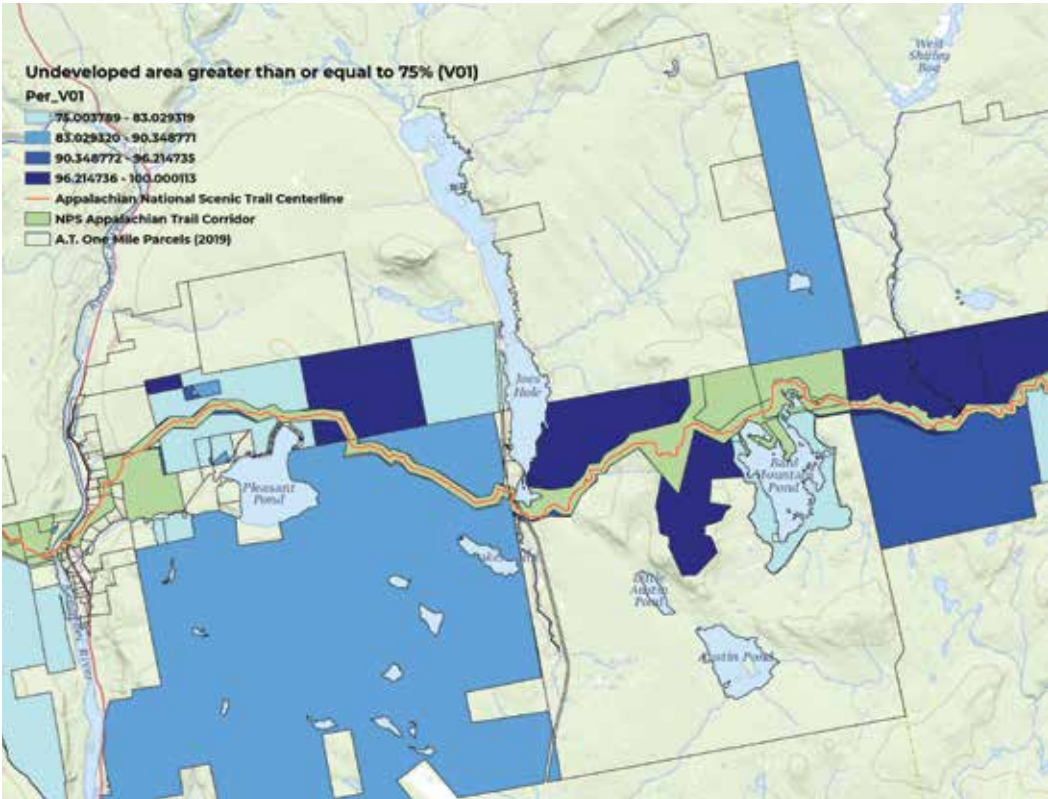 Undeveloped area greater than or equal to 75% (V01)
Per_V01
75.003789 - 83.029319
83.029320 - 90.348771
90.348772 - 96.214735
96.214736 - 100.000113
Appalachian National Scenic Trail Centerline
NPS Appalachian Trail Corridor
A.T. One Mile Parcels (2019)
West
Shirley
Bog
Joes
Hole
Pleasant
Pond
Bald
Mountain
Pond
Little
Austin
Pond
Austin Pond
River